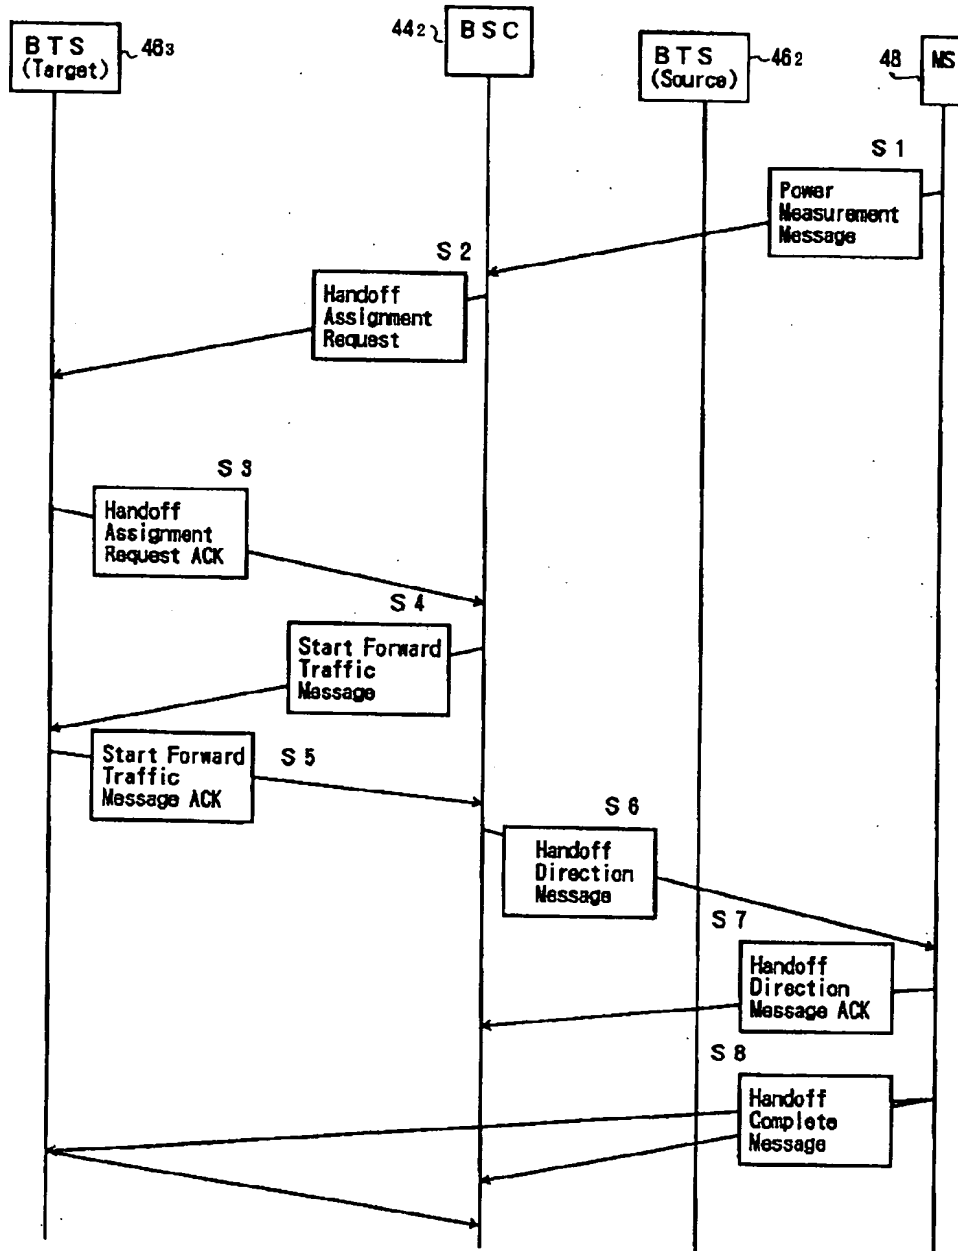 BTS
(Target)
463
442
BSC
BTS
(Source)
462
48
MS
S1
Power
Measurement
Message
S2
Handoff
Assignment
Request
S3
Handoff
Assignment
Request ACK
S4
Start Forward
Traffic
Message
S5
Start Forward
Traffic
Message ACK
S6
Handoff
Direction
Message
S7
Handoff
Direction
Message ACK
S8
Handoff
Complete
Message